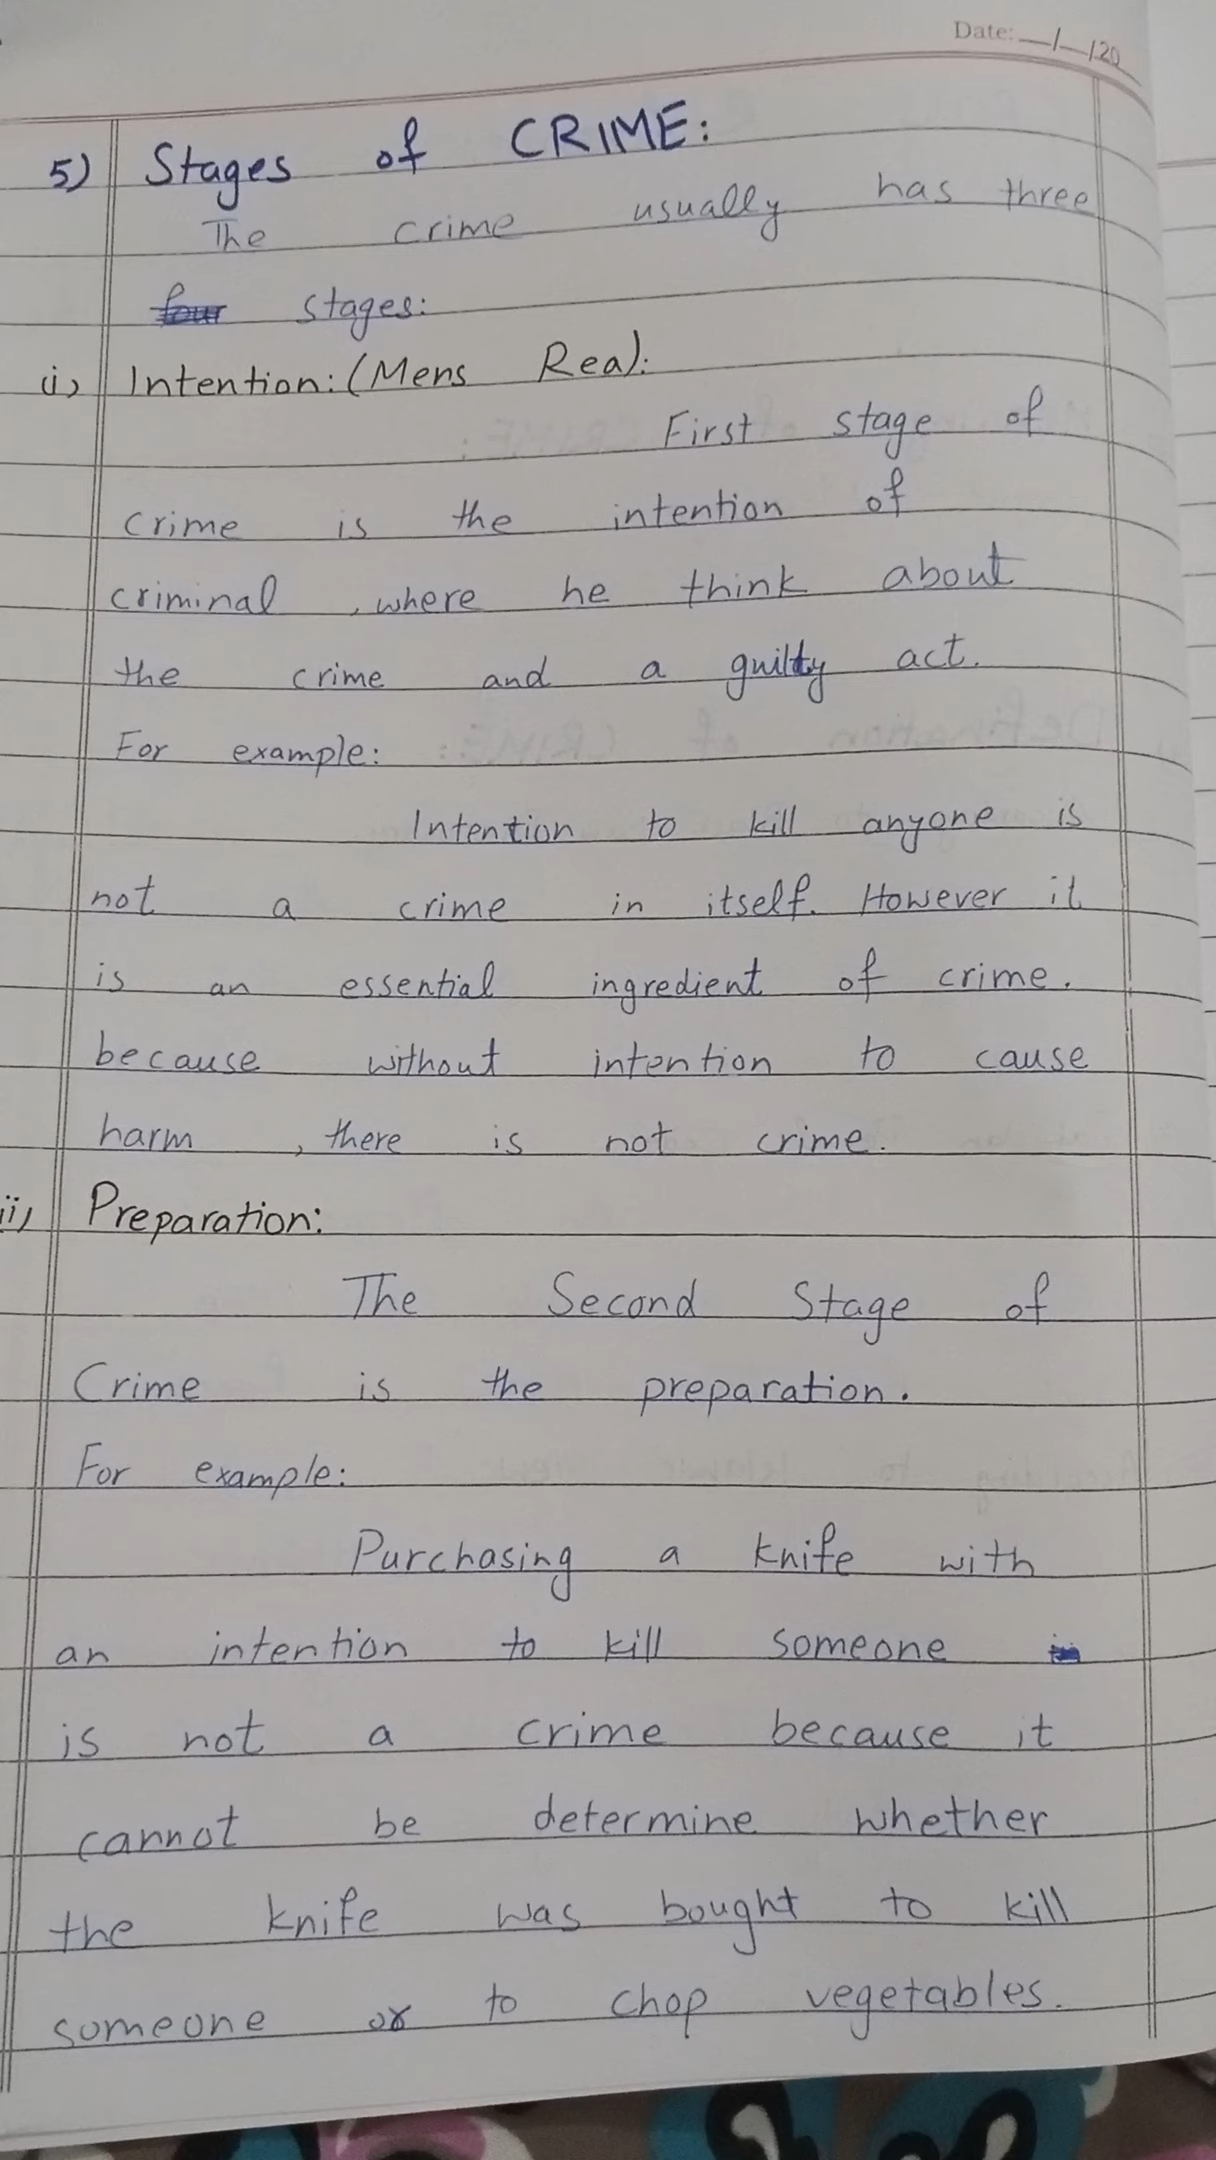 Date: __/__/20
5) Stages of CRIME:
The crime usually has three
four stages:
i) Intention: (Mens Rea):
First stage of
crime is the intention of
criminal, where he think about
the crime and a guilty act.
For example:
Intention to kill anyone is
not a crime in itself. However it
is an essential ingredient of crime.
because without intention to cause
harm, there is not crime.
ii) Preparation:
The Second Stage of
Crime is the preparation.
For example:
Purchasing a knife with
an intention to kill someone
is not a crime because it
cannot be determine whether
the knife was bought to kill
someone or to chop vegetables.